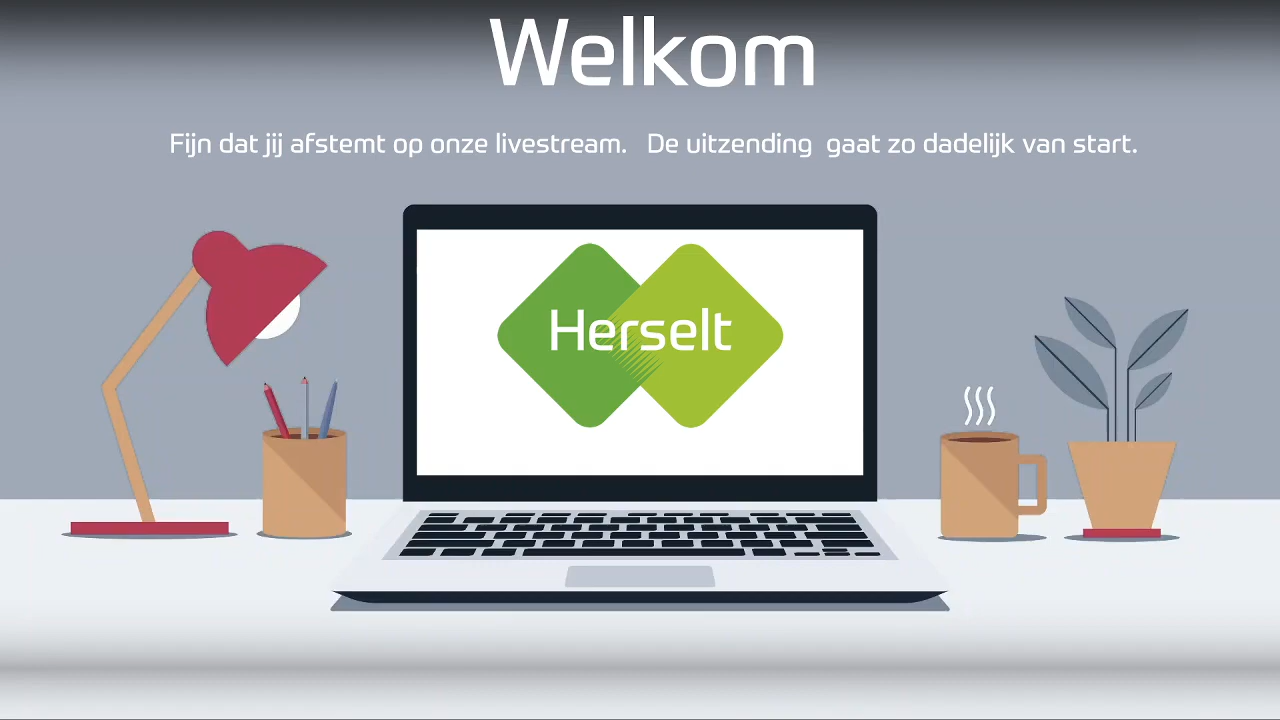 Welkom
Fijn dat jij afstemt op onze livestream. De uitzending gaat zo dadelijk van start.
Herselt